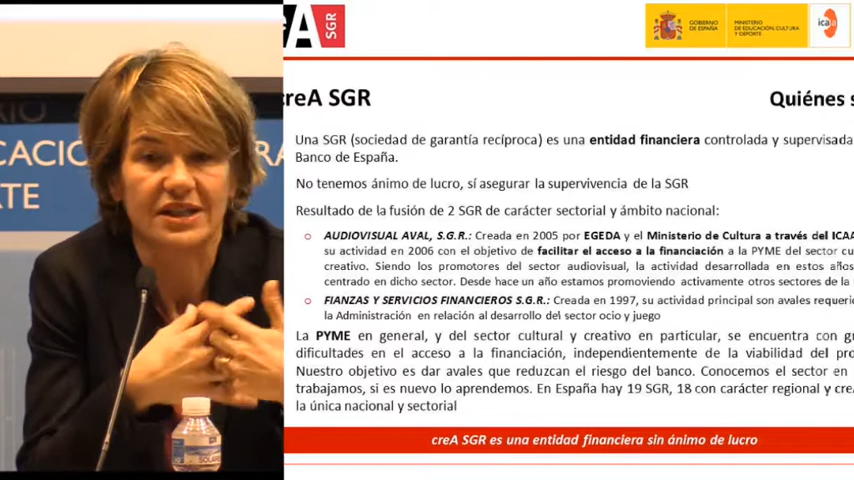 CACIÓ
TE
reA
SGR
GOBIERNO
DE ESPAÑA
MINISTERIO
DE EDUCACIÓN, CULTURA
Y DEPORTE
icaa
creA SGR
Quiénes s
Una SGR (sociedad de garantía recíproca) es una entidad financiera controlada y supervisada
Banco de España.
No tenemos ánimo de lucro, sí asegurar la supervivencia de la SGR
Resultado de la fusión de 2 SGR de carácter sectorial y ámbito nacional:
o AUDIOVISUAL AVAL, S.G.R.: Creada en 2005 por EGEDA y el Ministerio de Cultura a través del ICAA
su actividad en 2006 con el objetivo de facilitar el acceso a la financiación a la PYME del sector cu
creativo. Siendo los promotores del sector audiovisual, la actividad desarrollada en estos años
centrado en dicho sector. Desde hace un año estamos promoviendo activamente otros sectores de la
o FIANZAS Y SERVICIOS FINANCIEROS S.G.R.: Creada en 1997, su actividad principal son avales requerid
la Administración en relación al desarrollo del sector ocio y juego
La PYME en general, y del sector cultural y creativo en particular, se encuentra con gr
dificultades en el acceso a la financiación, independientemente de la viabilidad del pro
Nuestro objetivo es dar avales que reduzcan el riesgo del banco. Conocemos el sector en
trabajamos, si es nuevo lo aprendemos. En España hay 19 SGR, 18 con carácter regional y cre
la única nacional y sectorial
creA SGR es una entidad financiera sin ánimo de lucro